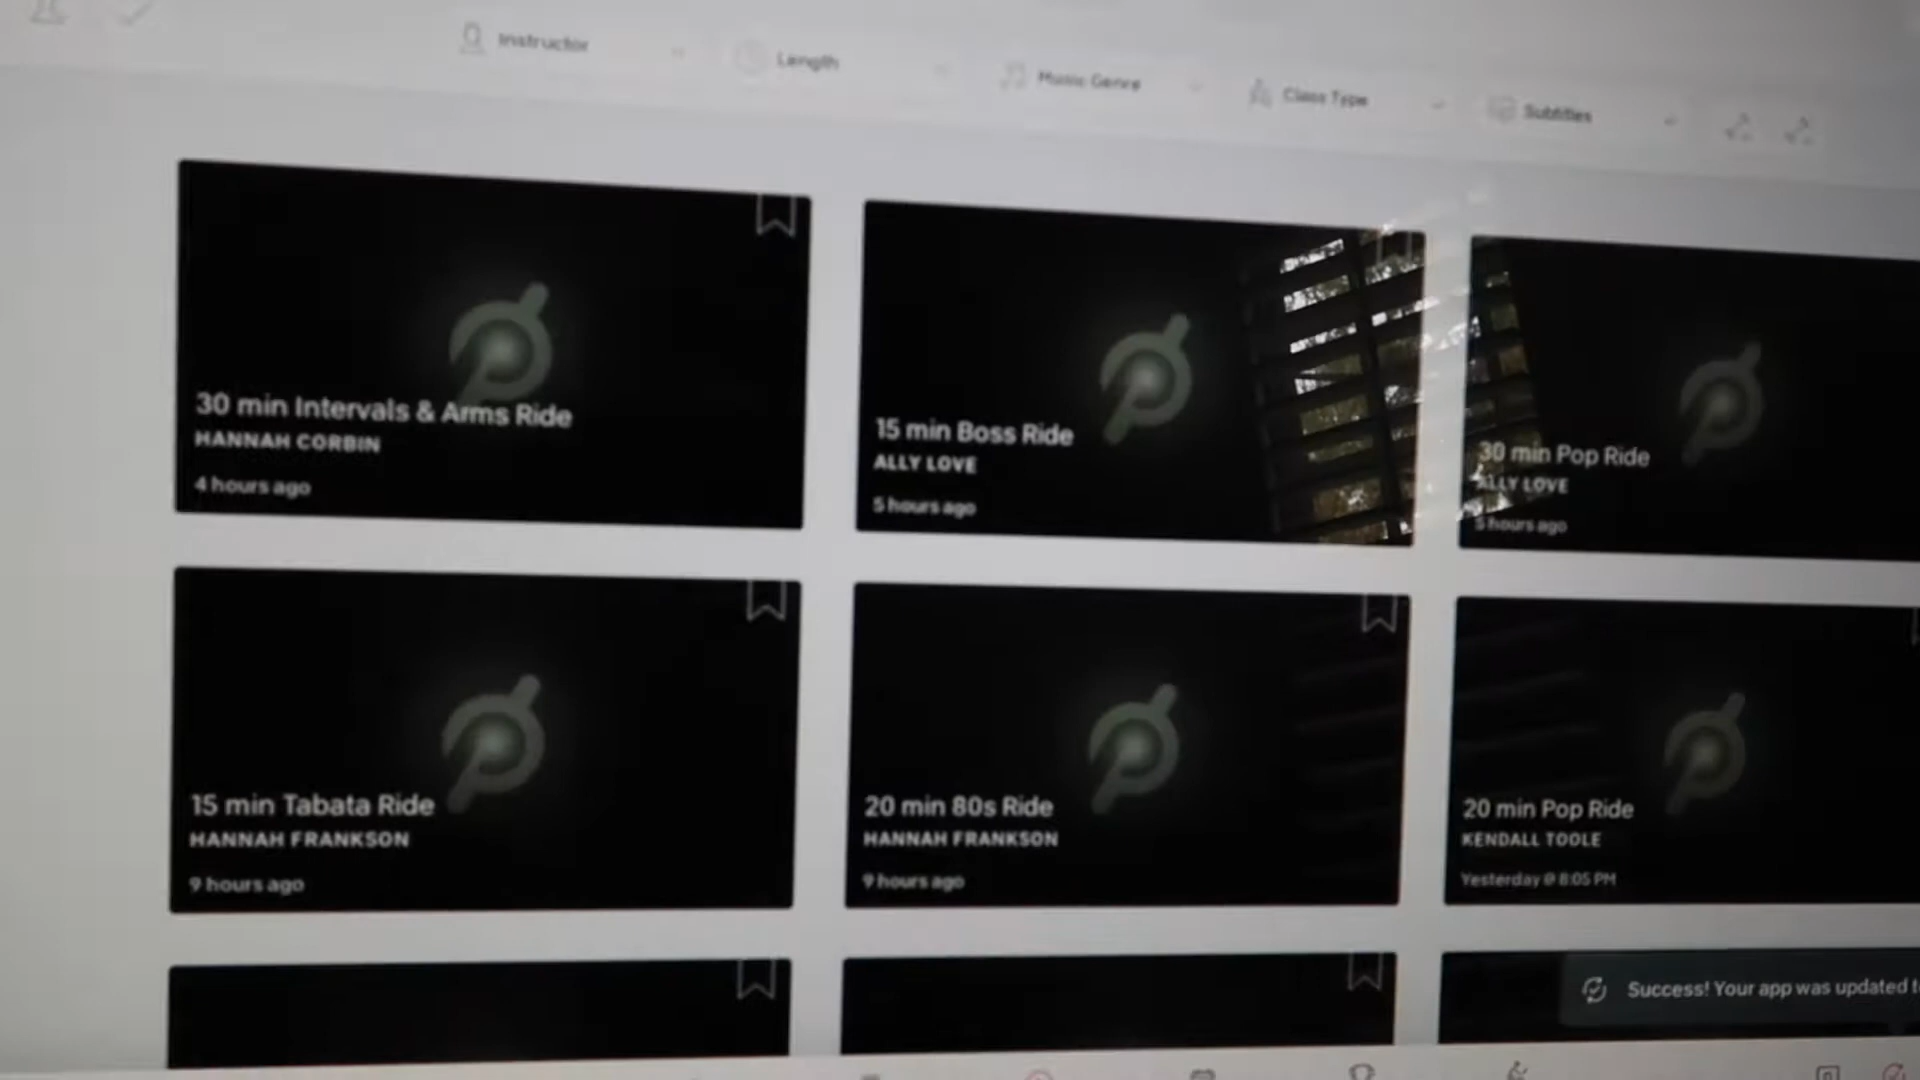 Instructor
Length
Music Genre
Class Type
Subtitles
30 min Intervals & Arms Ride
HANNAH CORBIN
4 hours ago
15 min Boss Ride
ALLY LOVE
5 hours ago
30 min Pop Ride
ALLY LOVE
5 hours ago
15 min Tabata Ride
HANNAH FRANKSON
9 hours ago
20 min 80s Ride
HANNAH FRANKSON
9 hours ago
20 min Pop Ride
KENDALL TOOLE
Yesterday @ 8:05 PM
Success! Your app was updated